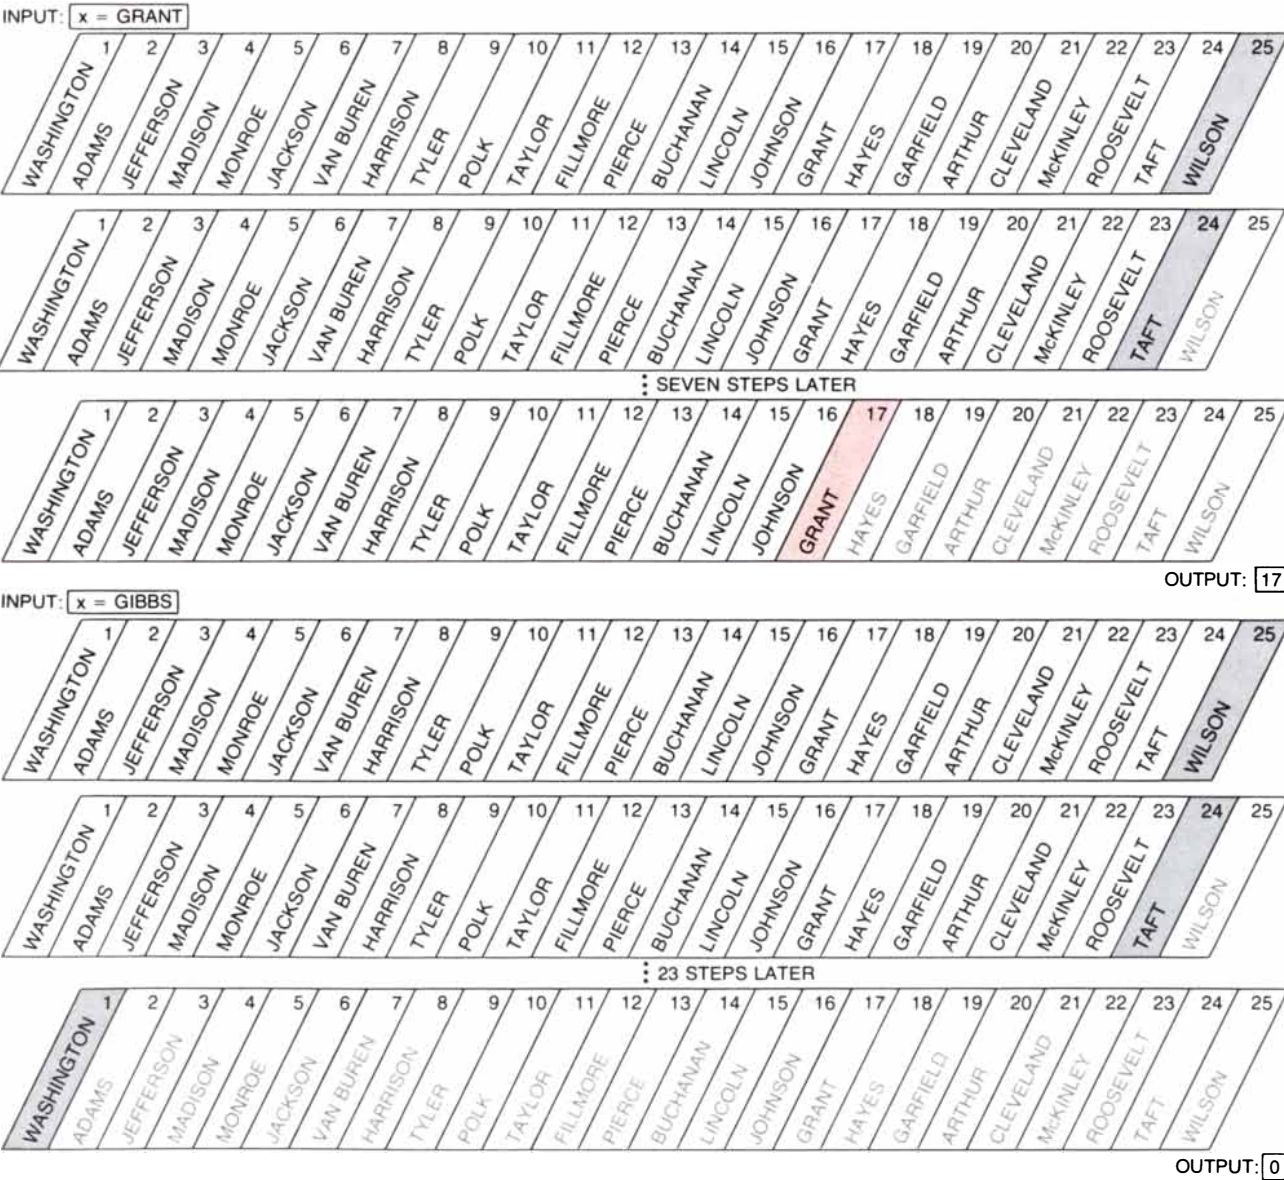 INPUT: x = GRANT
1 2 3 4 5 6 7 8 9 10 11 12 13 14 15 16 17 18 19 20 21 22 23 24 25
WASHINGTON ADAMS JEFFERSON MADISON MONROE JACKSON VAN BUREN HARRISON TYLER POLK TAYLOR FILLMORE PIERCE BUCHANAN LINCOLN JOHNSON GRANT HAYES GARFIELD ARTHUR CLEVELAND McKINLEY ROOSEVELT TAFT WILSON
1 2 3 4 5 6 7 8 9 10 11 12 13 14 15 16 17 18 19 20 21 22 23 24 25
WASHINGTON ADAMS JEFFERSON MADISON MONROE JACKSON VAN BUREN HARRISON TYLER POLK TAYLOR FILLMORE PIERCE BUCHANAN LINCOLN JOHNSON GRANT HAYES GARFIELD ARTHUR CLEVELAND McKINLEY ROOSEVELT TAFT WILSON
⋮ SEVEN STEPS LATER
1 2 3 4 5 6 7 8 9 10 11 12 13 14 15 16 17 18 19 20 21 22 23 24 25
WASHINGTON ADAMS JEFFERSON MADISON MONROE JACKSON VAN BUREN HARRISON TYLER POLK TAYLOR FILLMORE PIERCE BUCHANAN LINCOLN JOHNSON GRANT HAYES GARFIELD ARTHUR CLEVELAND McKINLEY ROOSEVELT TAFT WILSON
OUTPUT: 17
INPUT: x = GIBBS
1 2 3 4 5 6 7 8 9 10 11 12 13 14 15 16 17 18 19 20 21 22 23 24 25
WASHINGTON ADAMS JEFFERSON MADISON MONROE JACKSON VAN BUREN HARRISON TYLER POLK TAYLOR FILLMORE PIERCE BUCHANAN LINCOLN JOHNSON GRANT HAYES GARFIELD ARTHUR CLEVELAND McKINLEY ROOSEVELT TAFT WILSON
1 2 3 4 5 6 7 8 9 10 11 12 13 14 15 16 17 18 19 20 21 22 23 24 25
WASHINGTON ADAMS JEFFERSON MADISON MONROE JACKSON VAN BUREN HARRISON TYLER POLK TAYLOR FILLMORE PIERCE BUCHANAN LINCOLN JOHNSON GRANT HAYES GARFIELD ARTHUR CLEVELAND McKINLEY ROOSEVELT TAFT WILSON
⋮ 23 STEPS LATER
1 2 3 4 5 6 7 8 9 10 11 12 13 14 15 16 17 18 19 20 21 22 23 24 25
WASHINGTON ADAMS JEFFERSON MADISON MONROE JACKSON VAN BUREN HARRISON TYLER POLK TAYLOR FILLMORE PIERCE BUCHANAN LINCOLN JOHNSON GRANT HAYES GARFIELD ARTHUR CLEVELAND McKINLEY ROOSEVELT TAFT WILSON
OUTPUT: 0